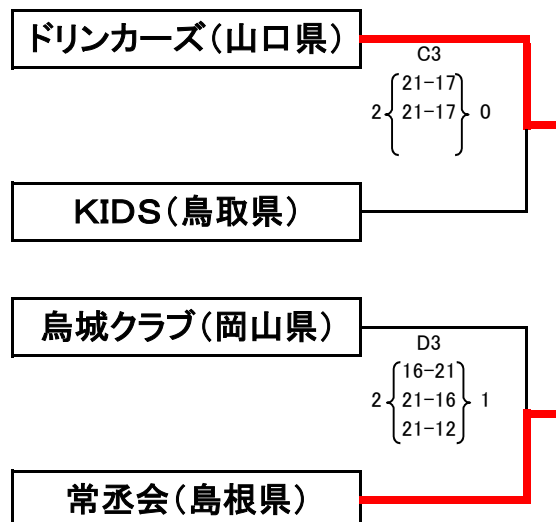 ドリンカーズ(山口県)
C3
21-17
2 21-17 0
KIDS(鳥取県)
烏城クラブ(岡山県)
D3
16-21
2 21-16 1
21-12
常丞会(島根県)